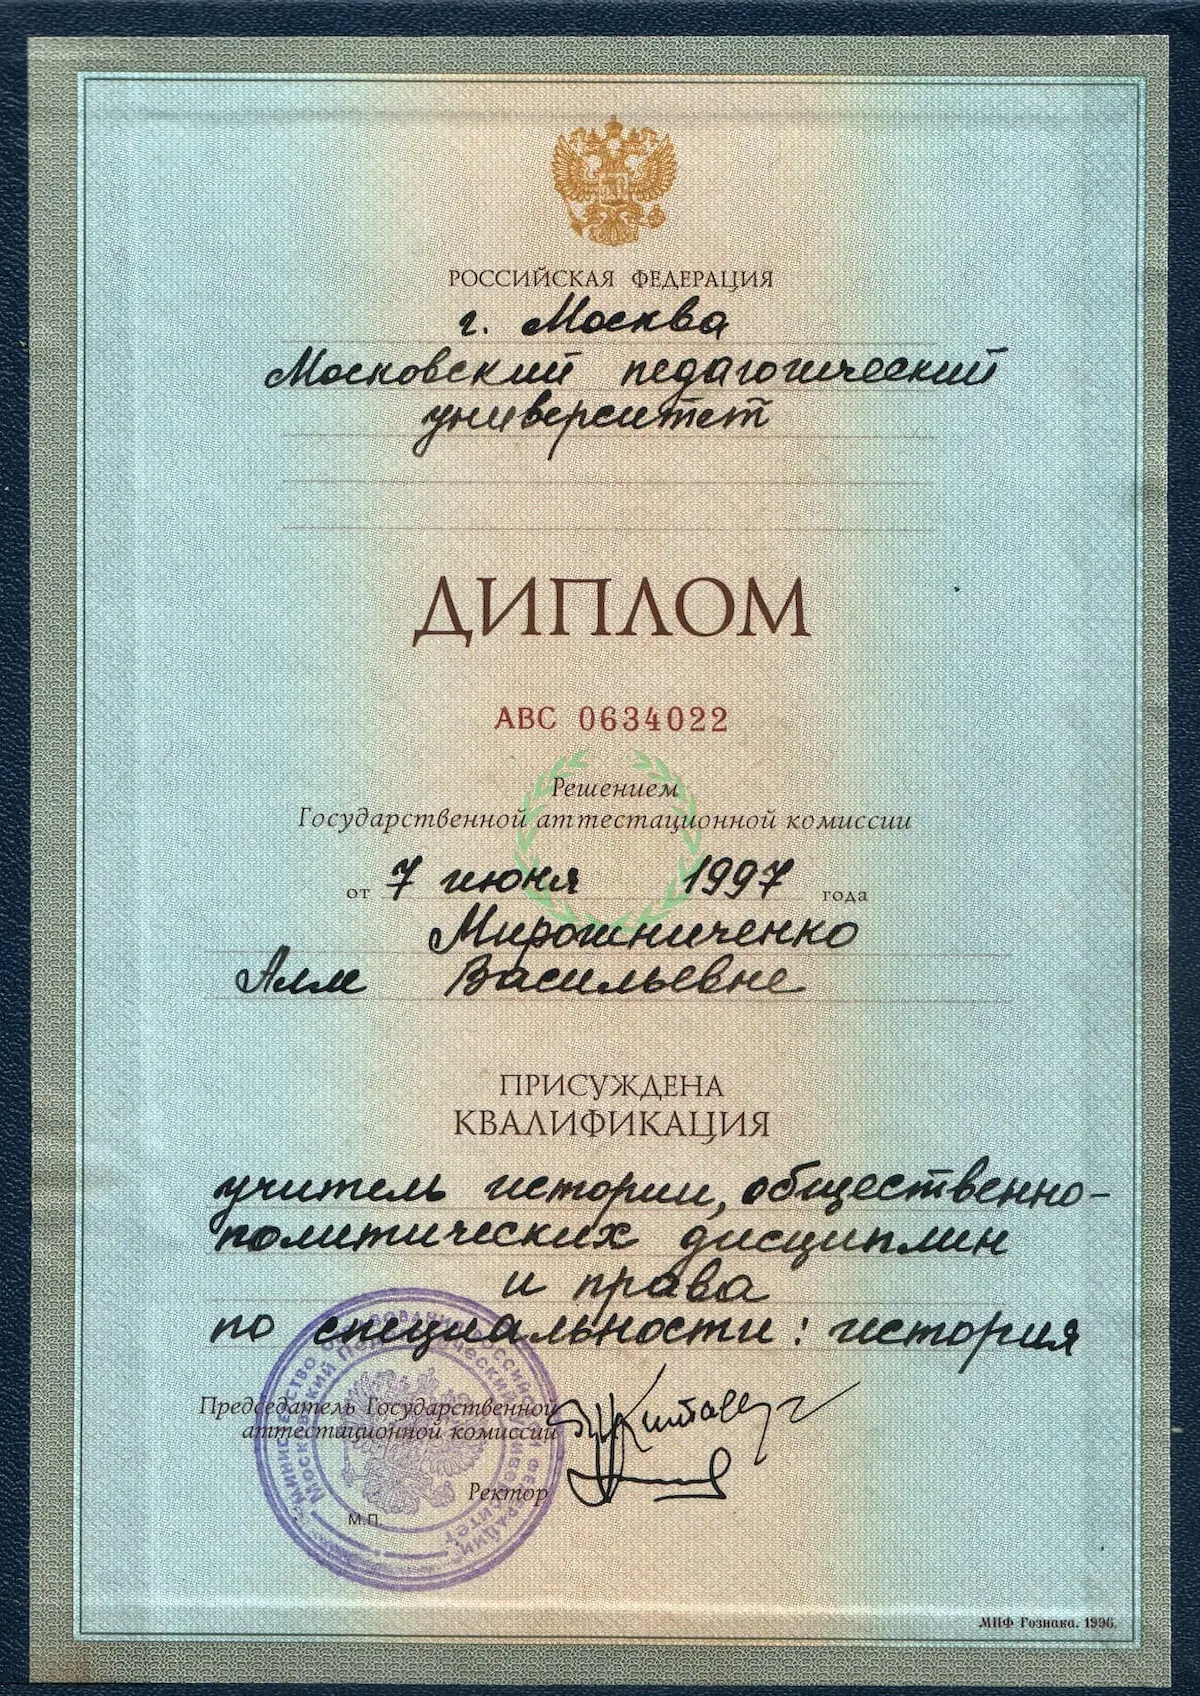 РОССИЙСКАЯ ФЕДЕРАЦИЯ
г. Москва
Московский педагогический
университет
ДИПЛОМ
АВС 0634022
Решением
Государственной аттестационной комиссии
от 7 июня 1997 года
Мирошниченко
Алле Васильевне
ПРИСУЖДЕНА
КВАЛИФИКАЦИЯ
учитель истории, общественно-
политических дисциплин
и права
по специальности: история
Председатель Государственной
аттестационной комиссии
Ректор
М.П.
МПФ Гознака. 1996.